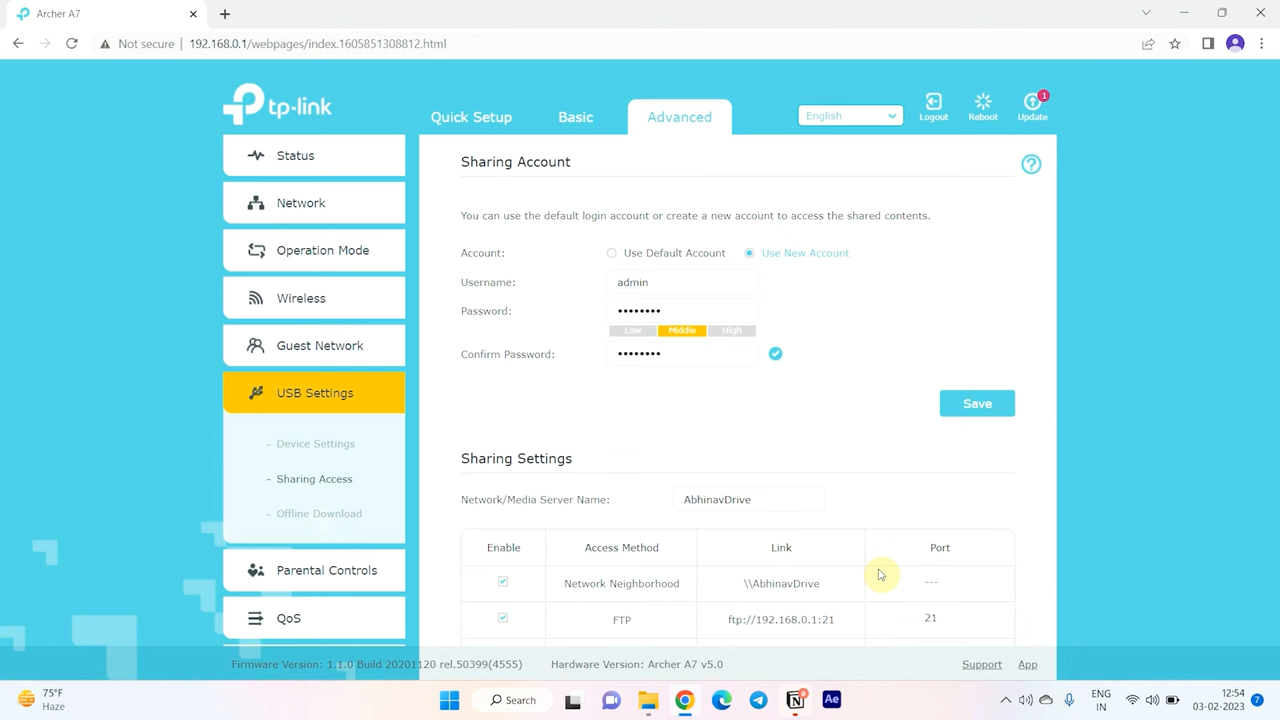 Archer A7
Not secure | 192.168.0.1/webpages/index.1605851308812.html
tp-link
Quick Setup
Basic
Advanced
English
Logout
Reboot
1
Update
Status
Network
Operation Mode
Wireless
Guest Network
USB Settings
- Device Settings
- Sharing Access
- Offline Download
Parental Controls
QoS
Sharing Account
You can use the default login account or create a new account to access the shared contents.
Account: Use Default Account Use New Account
Username: admin
Password: ••••••••
Low Middle High
Confirm Password: ••••••••
Save
Sharing Settings
Network/Media Server Name: AbhinavDrive
Enable Access Method Link Port
Network Neighborhood \\AbhinavDrive ---
FTP ftp://192.168.0.1:21 21
Firmware Version: 1.1.0 Build 20201120 rel.50399(4555) Hardware Version: Archer A7 v5.0 Support App
75°F
Haze
Search
Ae
ENG
IN
12:54
03-02-2023
7